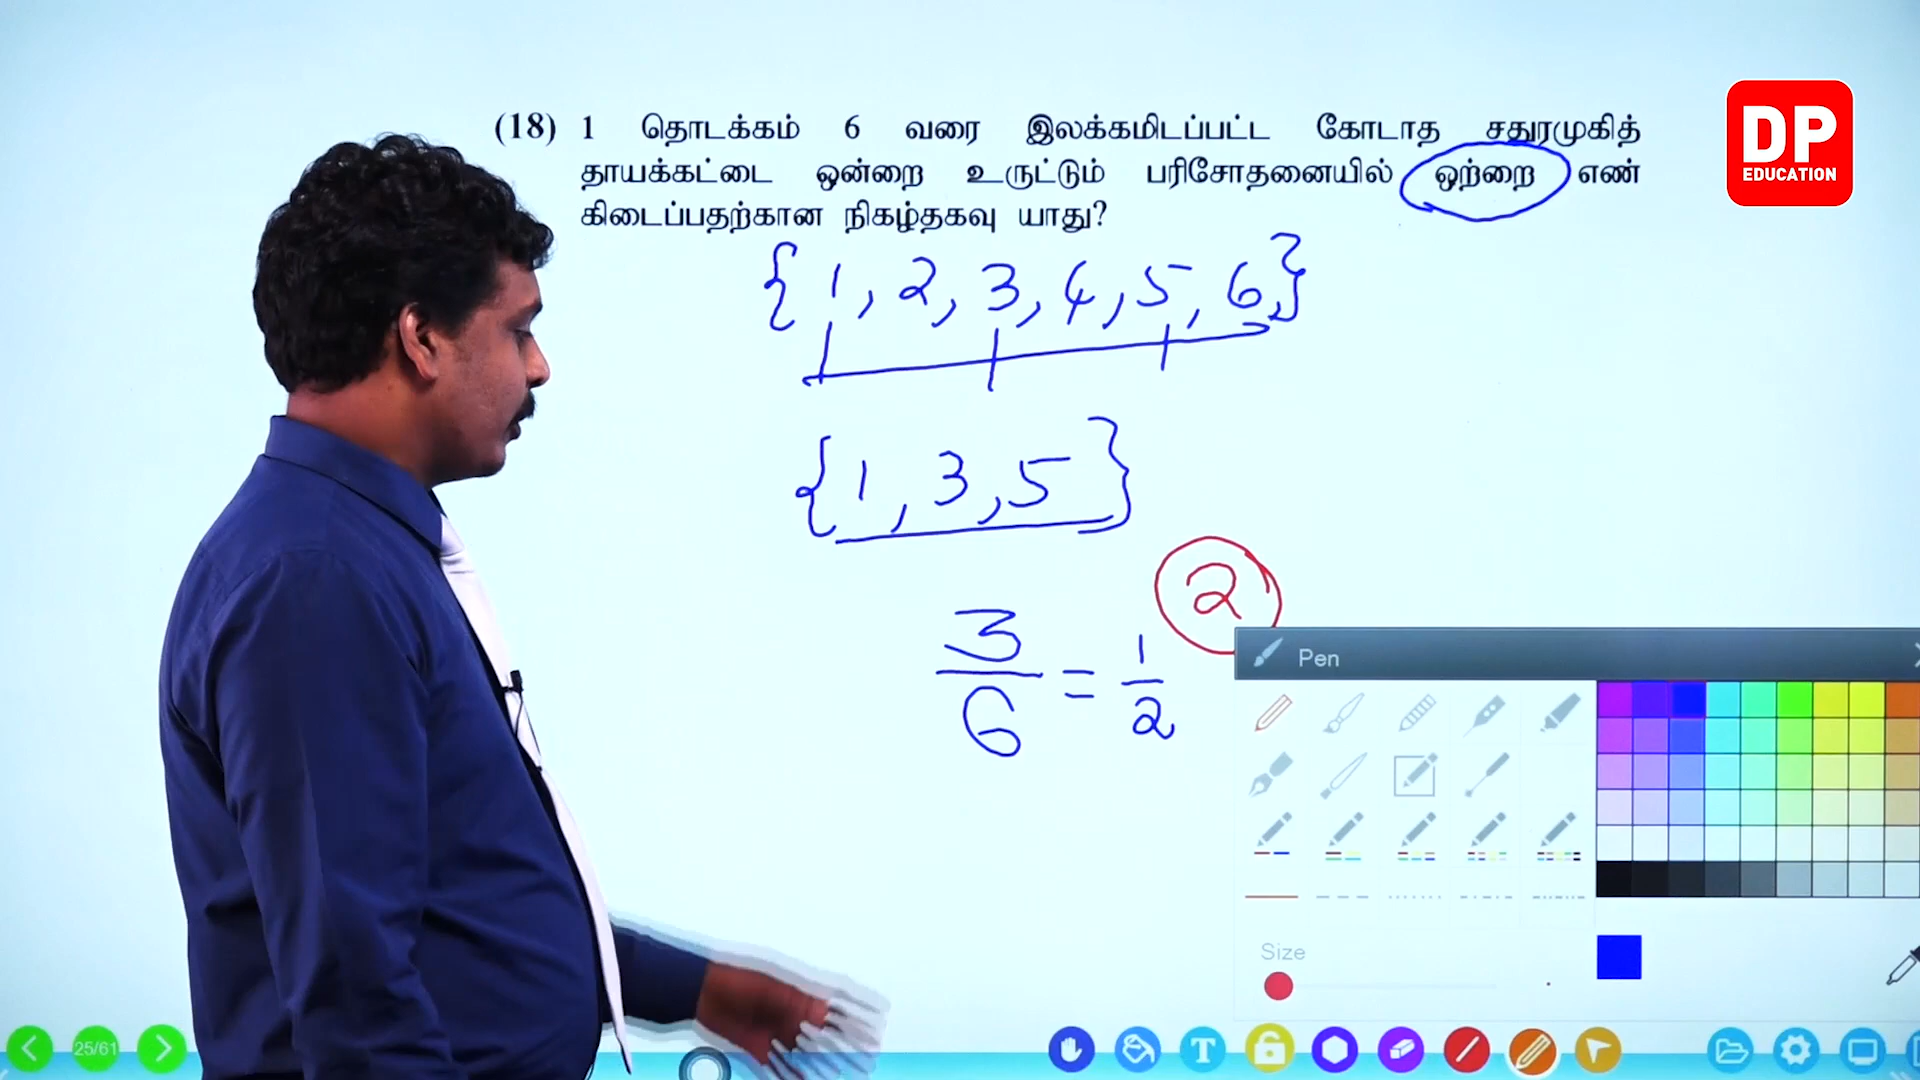 (18) 1 தொடக்கம் 6 வரை இலக்கமிடப்பட்ட கோடாத சதுரமுகித்
தாயக்கட்டை ஒன்றை உருட்டும் பரிசோதனையில் ஒற்றை எண்
கிடைப்பதற்கான நிகழ்தகவு யாது?
DP
EDUCATION
{1, 2, 3, 4, 5, 6}
{1, 3, 5}
2
3/6 = 1/2
Pen
Size
25/61
T